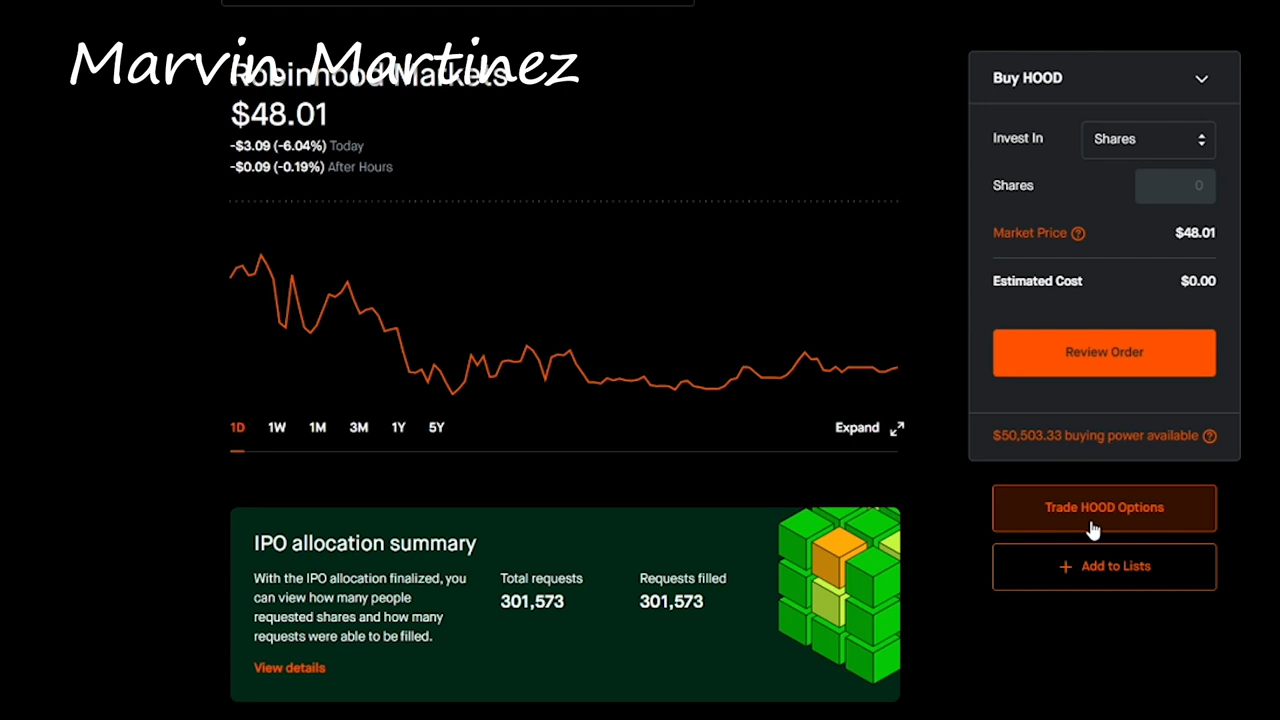 Marvin Martinez
Robinhood Markets
$48.01
-$3.09 (-6.04%) Today
-$0.09 (-0.19%) After Hours
1D 1W 1M 3M 1Y 5Y Expand
IPO allocation summary
With the IPO allocation finalized, you
can view how many people
requested shares and how many
requests were able to be filled.
View details
Total requests
301,573
Requests filled
301,573
Buy HOOD
Invest In Shares
Shares 0
Market Price ? $48.01
Estimated Cost $0.00
Review Order
$50,503.33 buying power available ?
Trade HOOD Options
+ Add to Lists